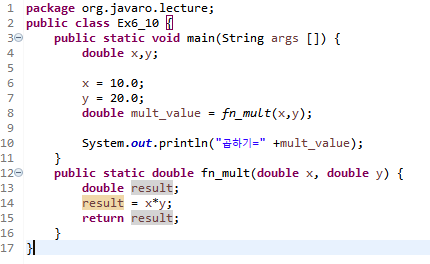 1 package org.javaro.lecture;
2 public class Ex6_10 {
3 public static void main(String args []) {
4 double x,y;
5
6 x = 10.0;
7 y = 20.0;
8 double mult_value = fn_mult(x,y);
9
10 System.out.println("곱하기=" +mult_value);
11 }
12 public static double fn_mult(double x, double y) {
13 double result;
14 result = x*y;
15 return result;
16 }
17 }